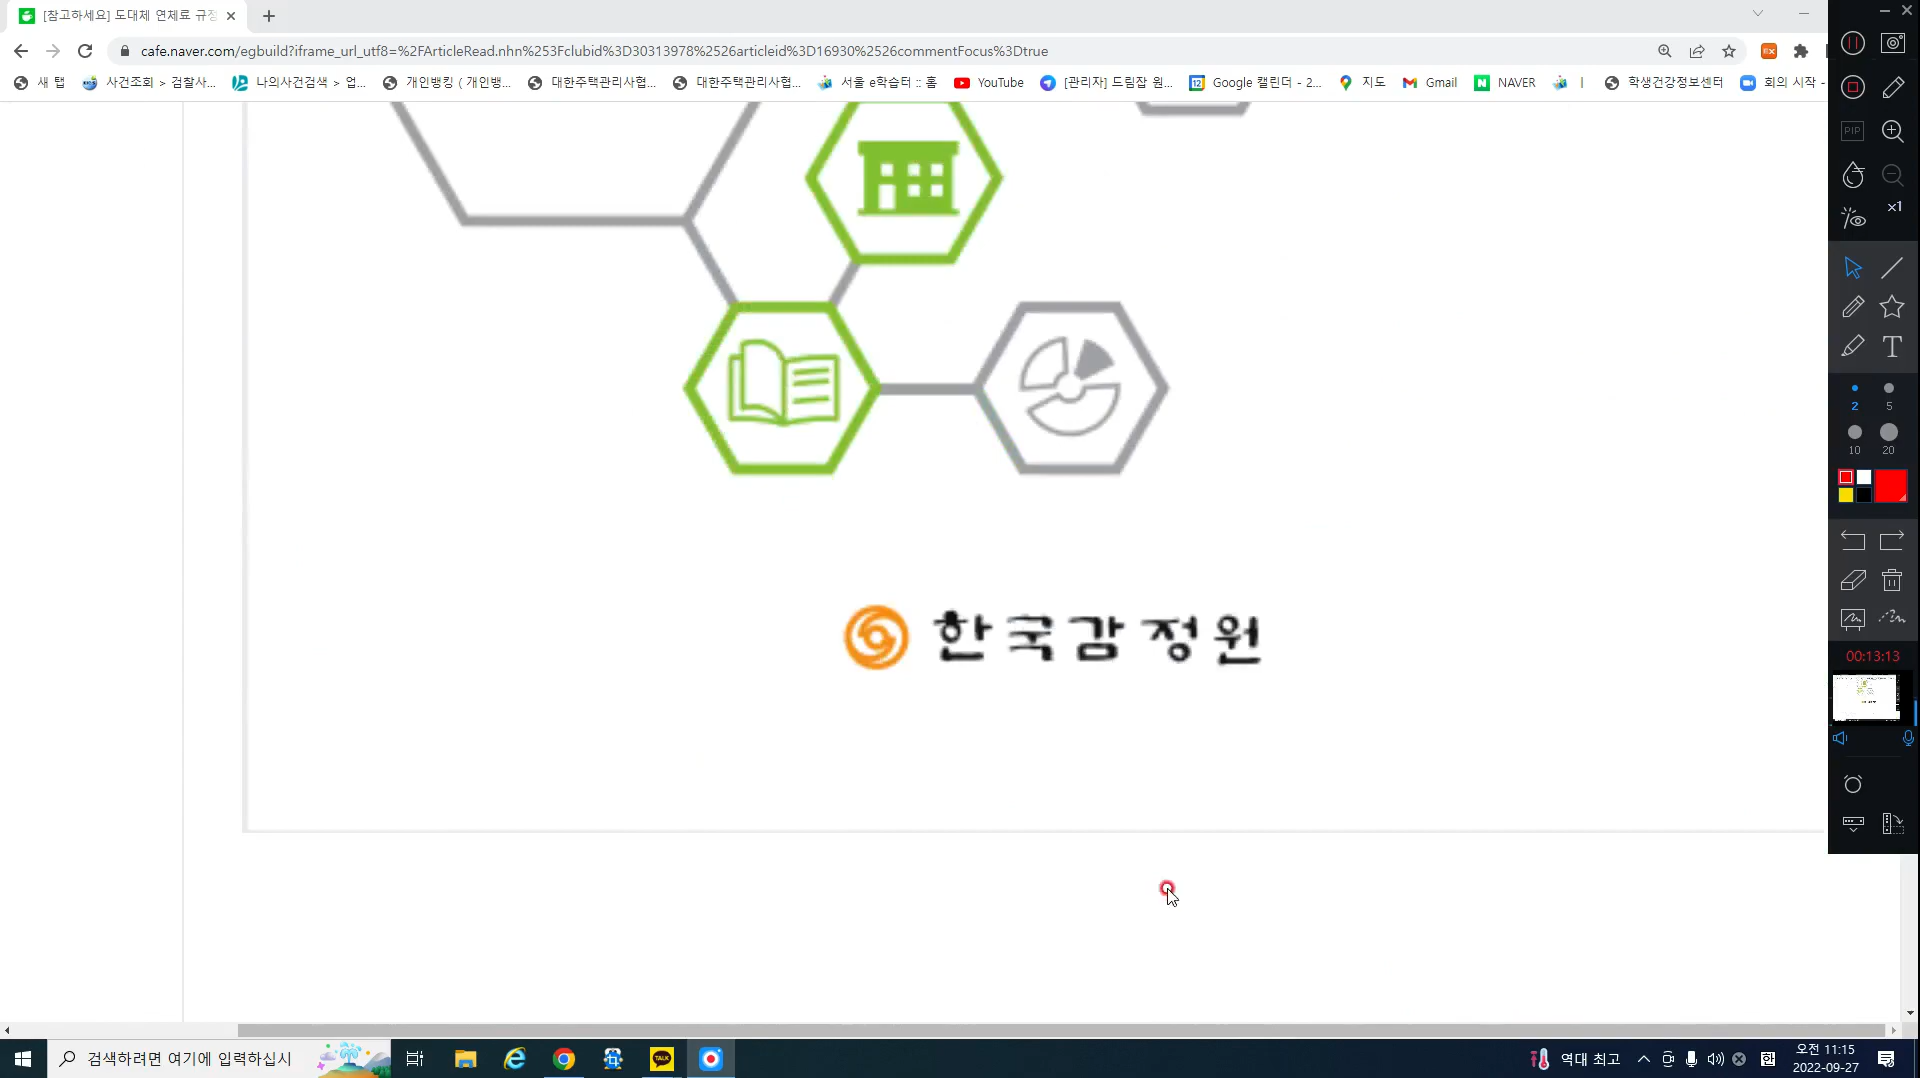 [참고하세요] 도대체 연체료 규정
cafe.naver.com/egbuild?iframe_url_utf8=%2FArticleRead.nhn%253Fclubid%3D30313978%2526articleid%3D16930%2526commentFocus%3Dtrue
새 탭 사건조회 > 검찰사... 나의사건검색 > 업... 개인뱅킹 ( 개인뱅... 대한주택관리사협... 대한주택관리사협... 서울 e학습터 :: 홈 YouTube [관리자] 드림잡 원... 12 Google 캘린더 - 2... 지도 Gmail N NAVER 학생건강정보센터 회의 시작 -
PIP
x1
T
2 5
10 20
한국감정원
00:13:13
검색하려면 여기에 입력하십시 TALK 역대 최고 한 오전 11:15
2022-09-27